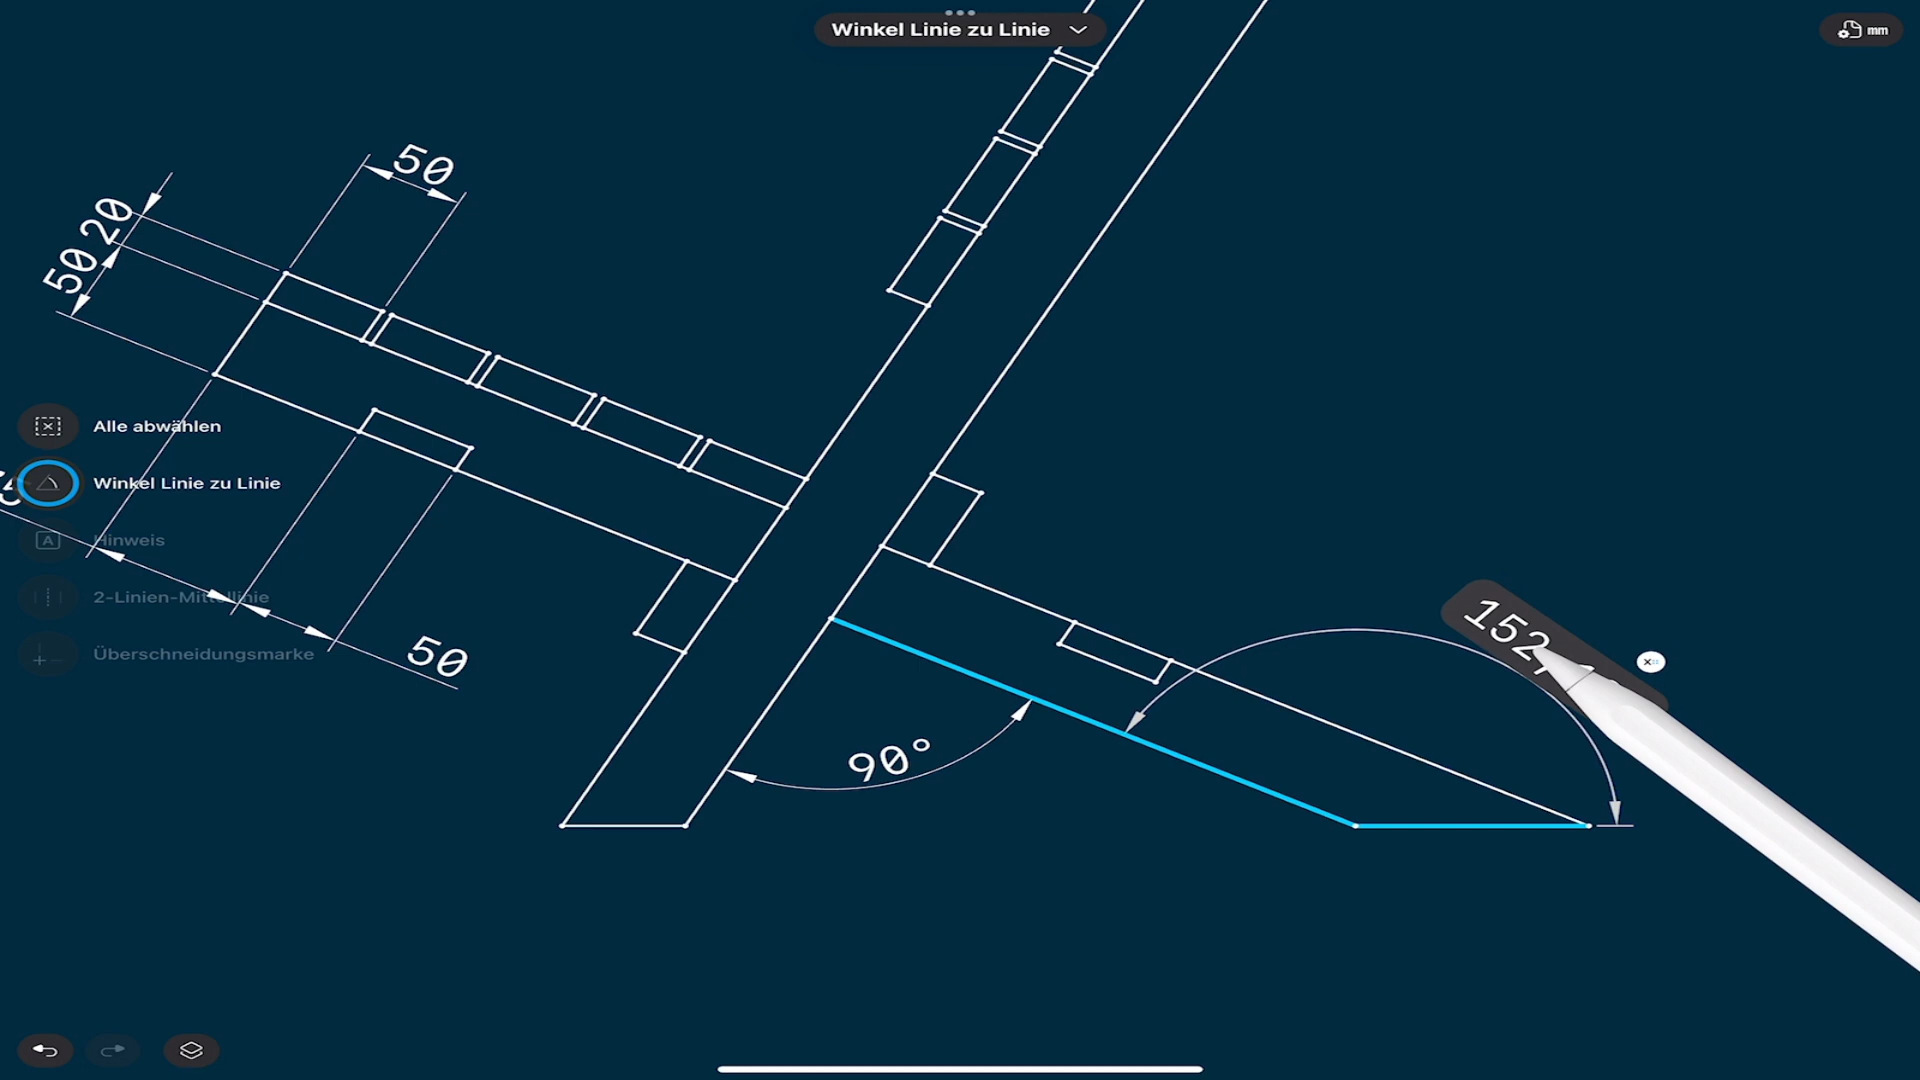 Winkel Linie zu Linie
mm
50
20
50
Alle abwählen
Winkel Linie zu Linie
Hinweis
2-Linien-Mittellinie
Überschneidungsmarke
50
90°
152,